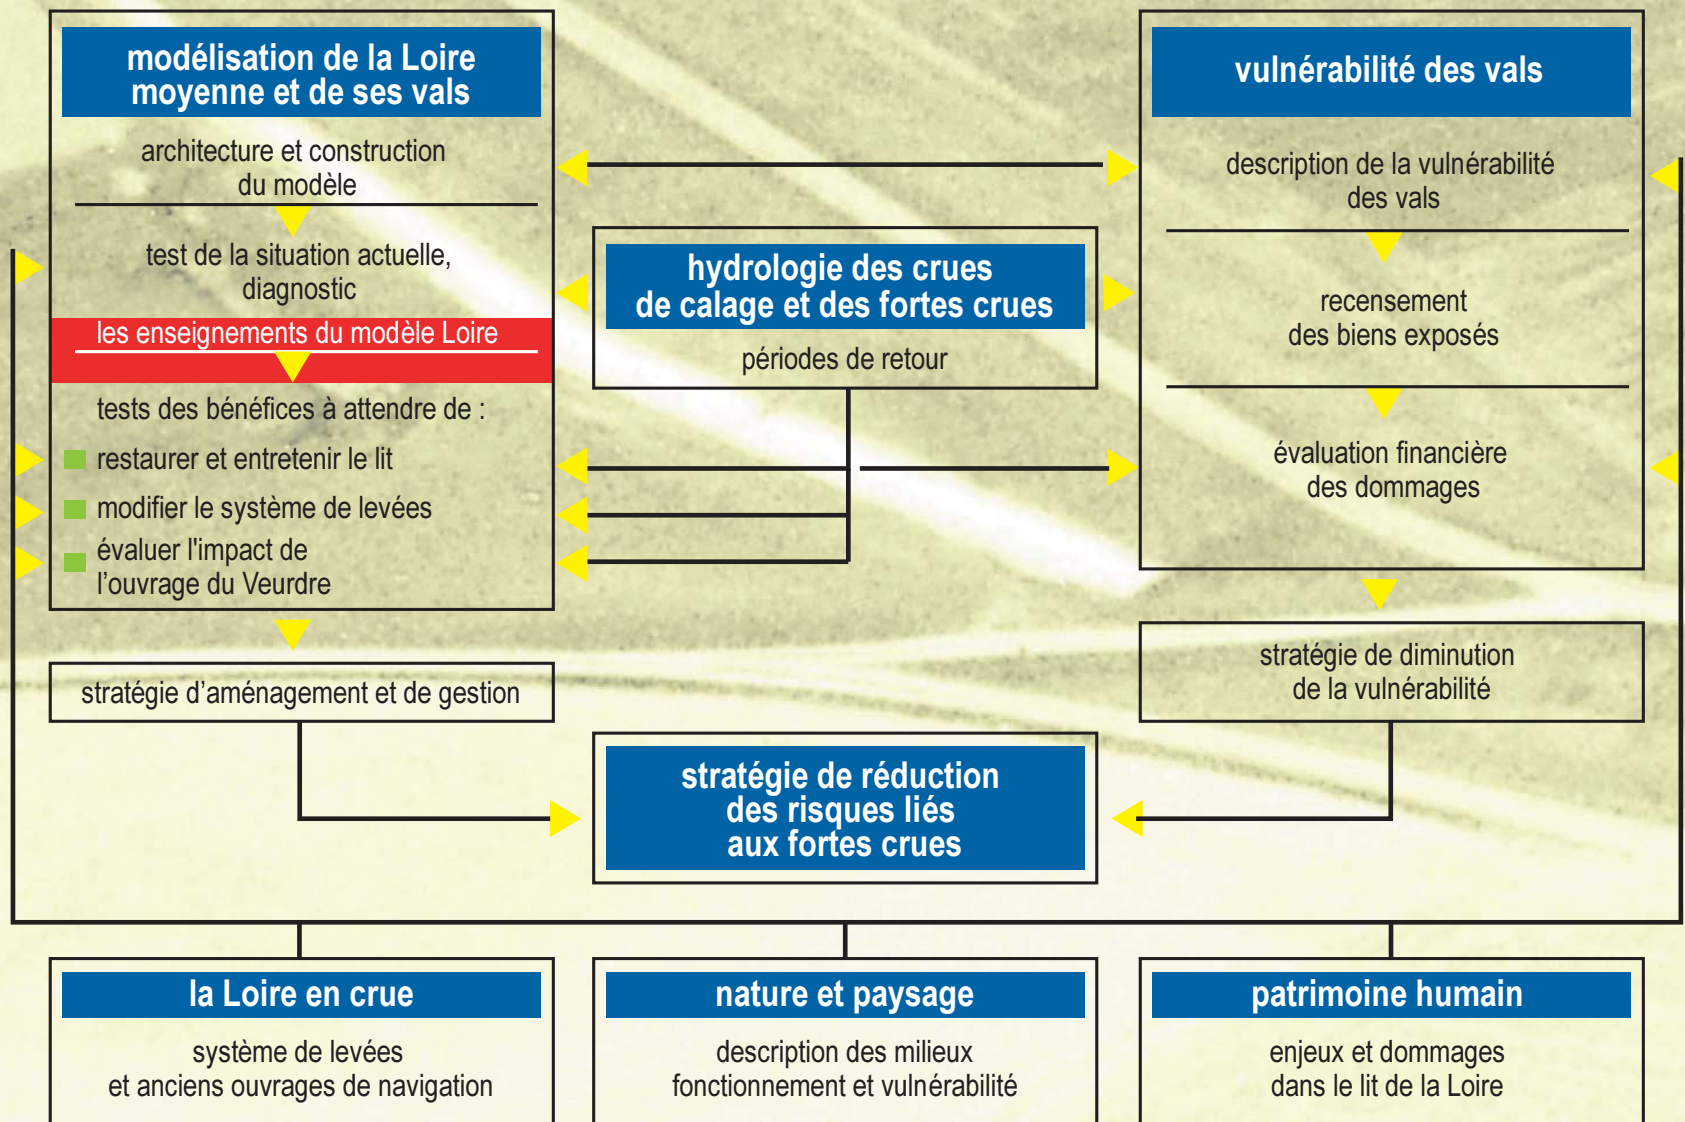 modélisation de la Loire
moyenne et de ses vals
architecture et construction
du modèle
test de la situation actuelle,
diagnostic
les enseignements du modèle Loire
tests des bénéfices à attendre de :
restaurer et entretenir le lit
modifier le système de levées
évaluer l'impact de
l’ouvrage du Veurdre
stratégie d’aménagement et de gestion
hydrologie des crues
de calage et des fortes crues
périodes de retour
vulnérabilité des vals
description de la vulnérabilité
des vals
recensement
des biens exposés
évaluation financière
des dommages
stratégie de diminution
de la vulnérabilité
stratégie de réduction
des risques liés
aux fortes crues
la Loire en crue
système de levées
et anciens ouvrages de navigation
nature et paysage
description des milieux
fonctionnement et vulnérabilité
patrimoine humain
enjeux et dommages
dans le lit de la Loire